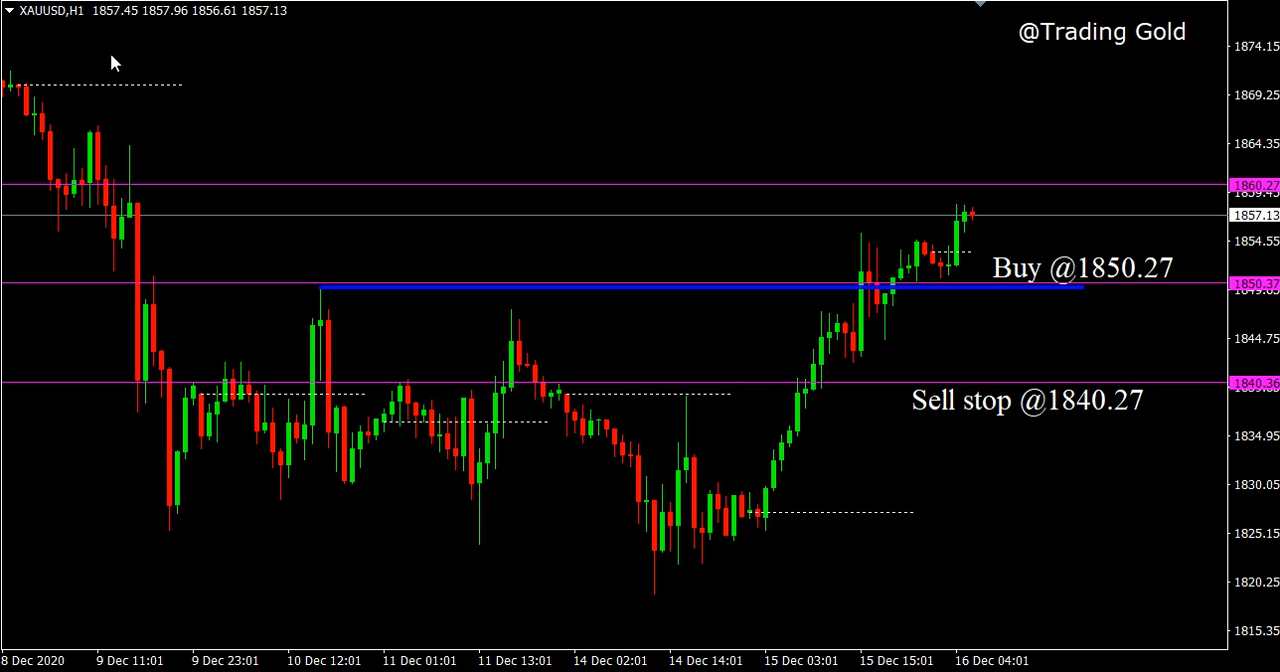 XAUUSD,H1 1857.45 1857.96 1856.61 1857.13
@Trading Gold
1874.15
1869.25
1864.35
1860.27
1857.13
1854.55
Buy @1850.27
1850.37
1844.75
1840.36
Sell stop @1840.27
1834.95
1830.05
1825.15
1820.25
1815.35
8 Dec 2020
9 Dec 11:01
9 Dec 23:01
10 Dec 12:01
11 Dec 01:01
11 Dec 13:01
14 Dec 02:01
14 Dec 14:01
15 Dec 03:01
15 Dec 15:01
16 Dec 04:01